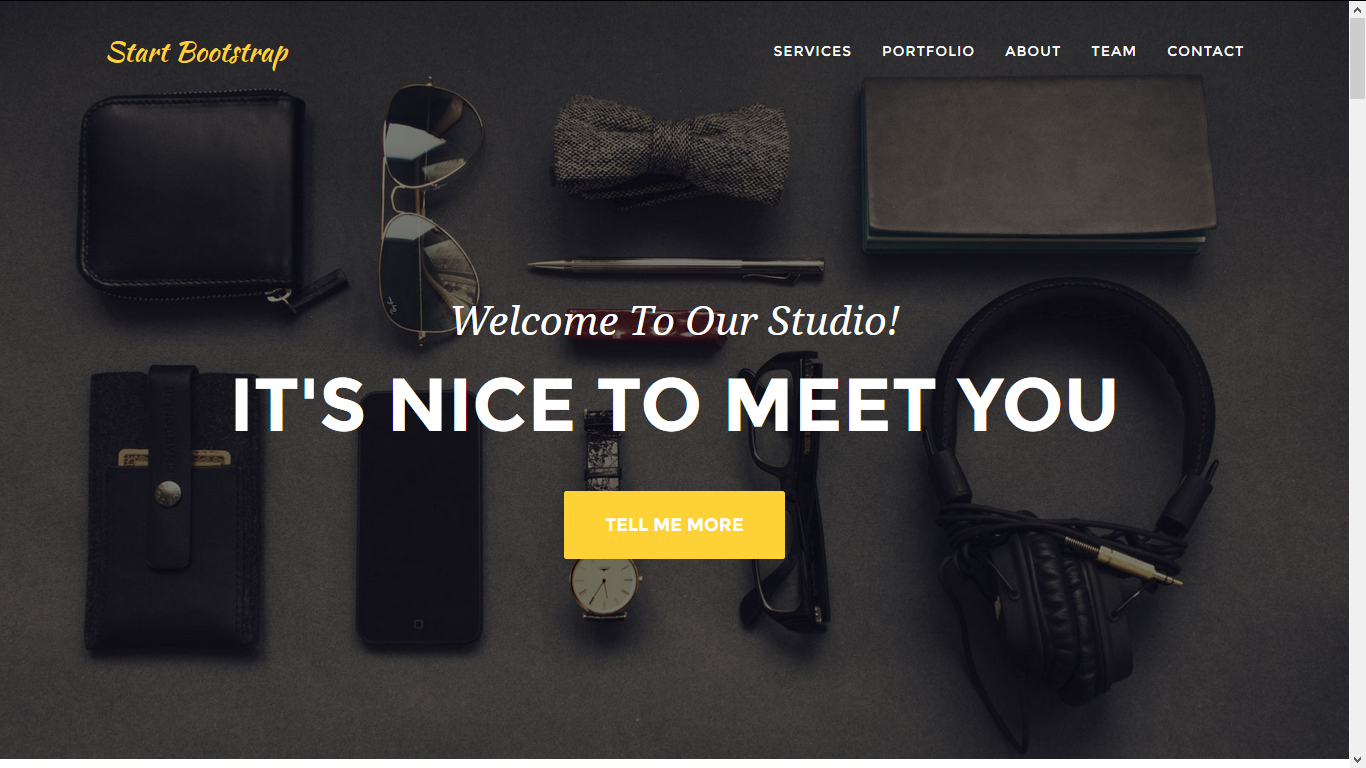 Start Bootstrap
SERVICES PORTFOLIO ABOUT TEAM CONTACT
Welcome To Our Studio!
IT'S NICE TO MEET YOU
TELL ME MORE